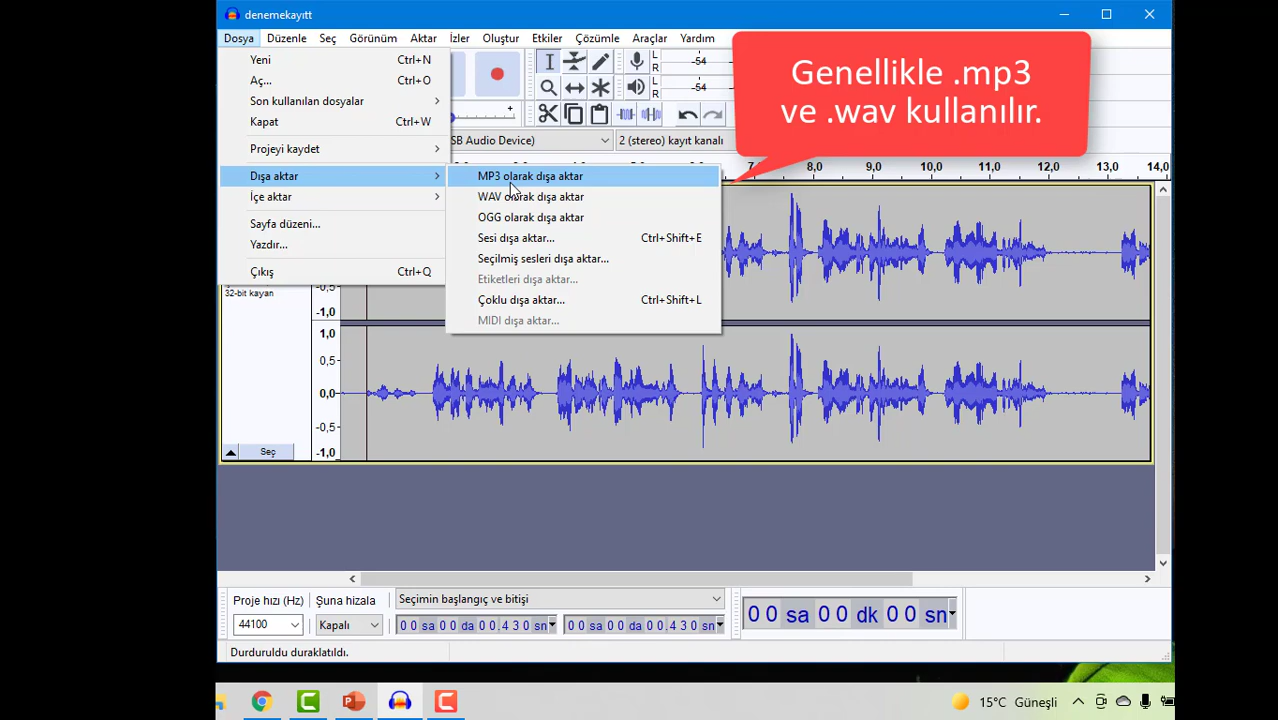 denemekayıtt
Dosya Düzenle Seç Görünüm Aktar İzler Oluştur Etkiler Çözümle Araçlar Yardım
Yeni Ctrl+N
Aç... Ctrl+O
Son kullanılan dosyalar
Kapat Ctrl+W
Projeyi kaydet
Dışa aktar
İçe aktar
Sayfa düzeni...
Yazdır...
Çıkış Ctrl+Q
MP3 olarak dışa aktar
WAV olarak dışa aktar
OGG olarak dışa aktar
Sesi dışa aktar... Ctrl+Shift+E
Seçilmiş sesleri dışa aktar...
Etiketleri dışa aktar...
Çoklu dışa aktar... Ctrl+Shift+L
MIDI dışa aktar...
Genellikle .mp3
ve .wav kullanılır.
L
R
-54
L
R
-54
SB Audio Device) 2 (stereo) kayıt kanalı
8,0 9,0 10,0 11,0 12,0 13,0 14,0
32-bit kayan
-0,5
-1,0
1,0
0,5
0,0
-0,5
-1,0
Seç
Proje hızı (Hz) Şuna hizala Seçimin başlangıç ve bitişi
44100 Kapalı 0 0 sa 0 0 da 0 0 , 4 3 0 sn 0 0 sa 0 0 da 0 0 , 4 3 0 sn 0 0 sa 0 0 dk 0 0 sn
Durduruldu duraklatıldı.
15°C Güneşli